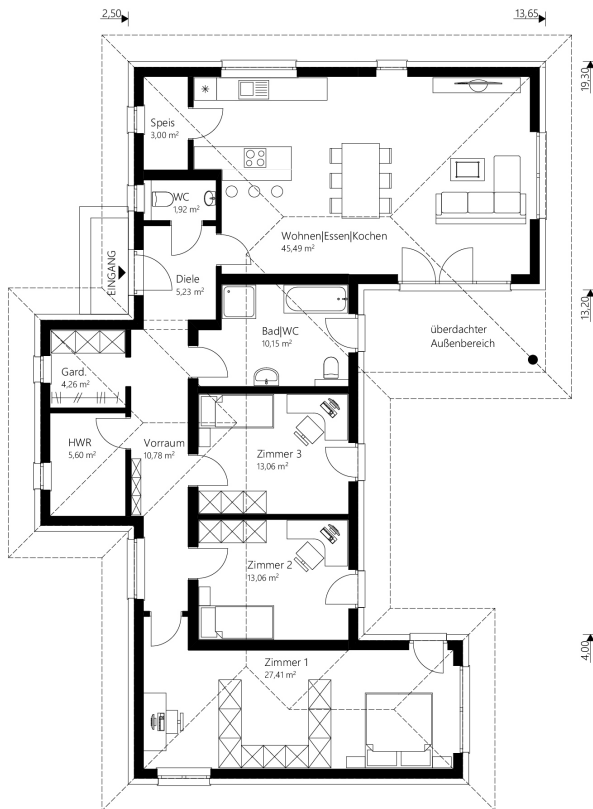 2,50
13,65
19,30
Speis
3,00 m²
WC
1,92 m²
Wohnen|Essen|Kochen
45,49 m²
EINGANG
Diele
5,23 m²
13,20
Bad|WC
10,15 m²
überdachter
Außenbereich
Gard.
4,26 m²
HWR
5,60 m²
Vorraum
10,78 m²
Zimmer 3
13,06 m²
Zimmer 2
13,06 m²
4,00
Zimmer 1
27,41 m²